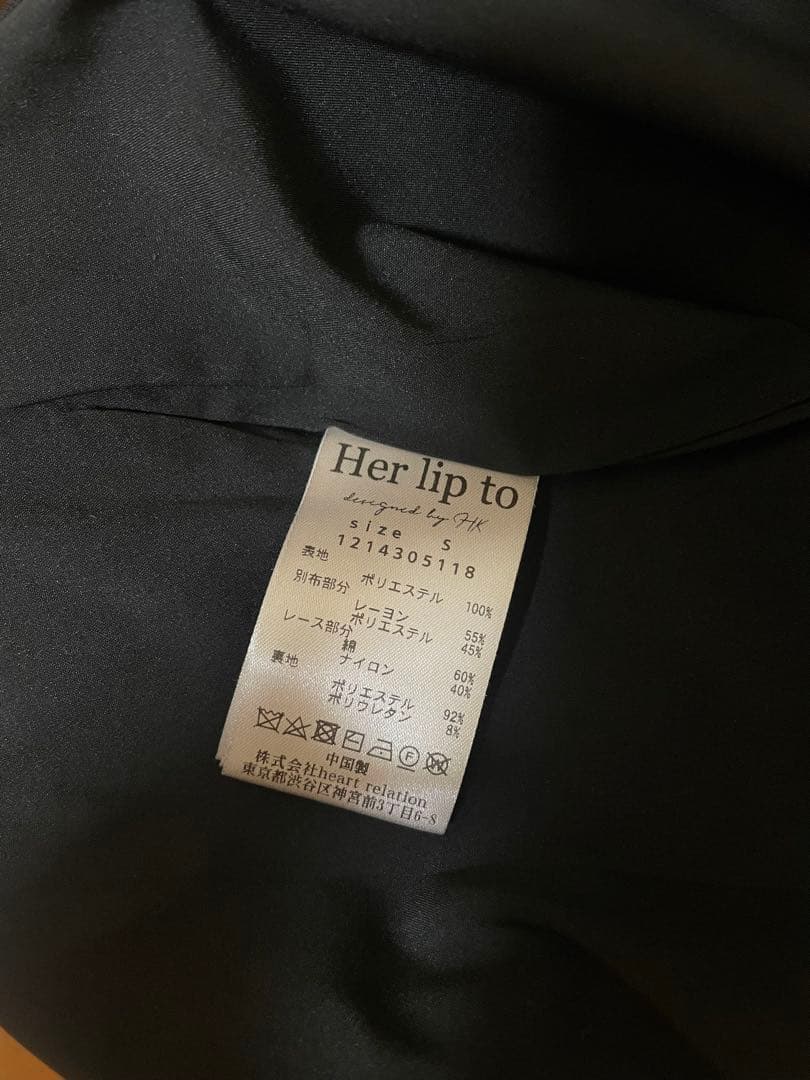 Her lip to
designed by HK
size S
1214305118
表地
ポリエステル 100%
別布部分
レーヨン 55%
ポリエステル 45%
レース部分
綿 60%
ナイロン 40%
裏地
ポリエステル 92%
ポリウレタン 8%
中国製
株式会社heart relation
東京都渋谷区神宮前3丁目6-8